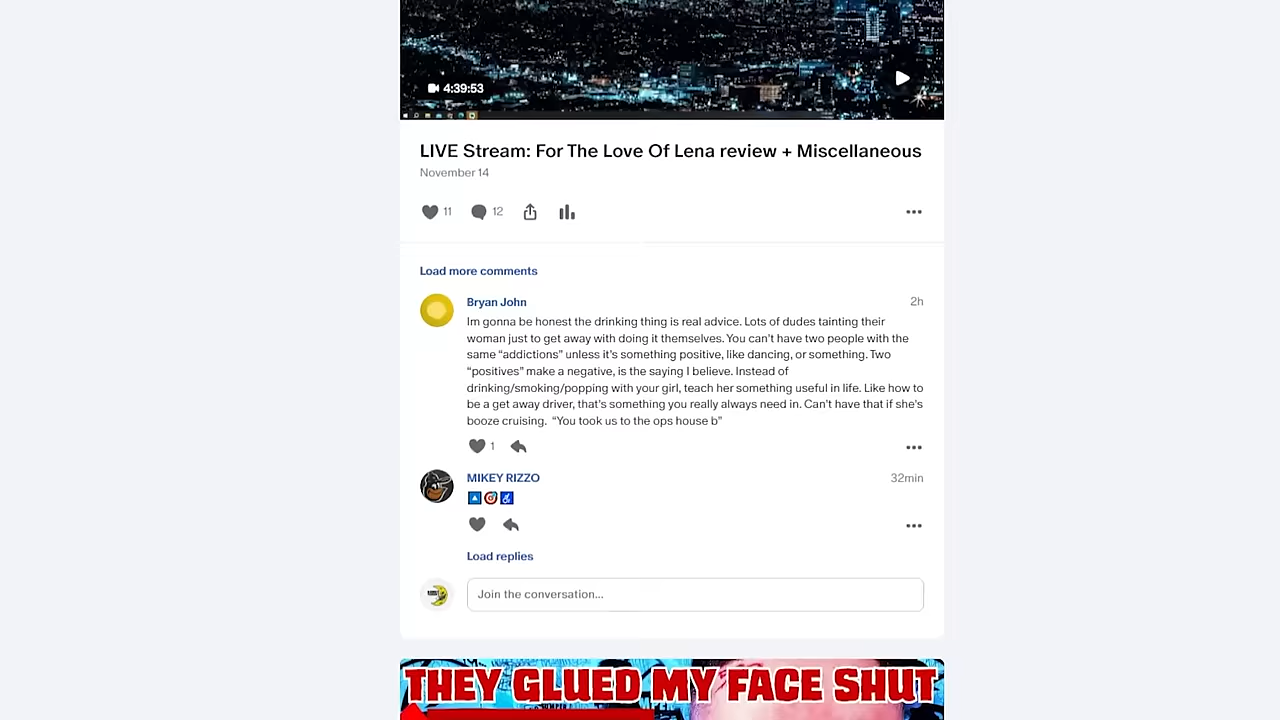 4:39:53
LIVE Stream: For The Love Of Lena review + Miscellaneous
November 14
11 12
Load more comments
Bryan John 2h
Im gonna be honest the drinking thing is real advice. Lots of dudes tainting their
woman just to get away with doing it themselves. You can't have two people with the
same “addictions” unless it's something positive, like dancing, or something. Two
“positives” make a negative, is the saying I believe. Instead of
drinking/smoking/popping with your girl, teach her something useful in life. Like how to
be a get away driver, that's something you really always need in. Can't have that if she's
booze cruising.  “You took us to the ops house b”
1
MIKEY RIZZO 32min
Load replies
Join the conversation...
THEY GLUED MY FACE SHUT